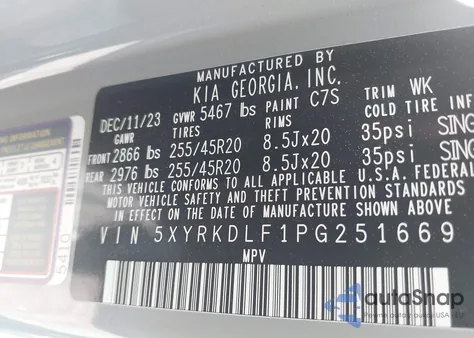 MANUFACTURED BY
KIA GEORGIA, INC.
DEC/11/23 GVWR 5467 lbs PAINT C7S TRIM WK
GAWR TIRES RIMS COLD TIRE INF
FRONT 2866 lbs 255/45R20 8.5Jx20 35psi SING
REAR 2976 lbs 255/45R20 8.5Jx20 35psi SINGL
THIS VEHICLE CONFORMS TO ALL APPLICABLE U.S.A. FEDERAL
MOTOR VEHICLE SAFETY AND THEFT PREVENTION STANDARDS
IN EFFECT ON THE DATE OF MANUFACTURE SHOWN ABOVE.
VIN 5XYRKDLF1PG251669
MPV
5410
autoSnap